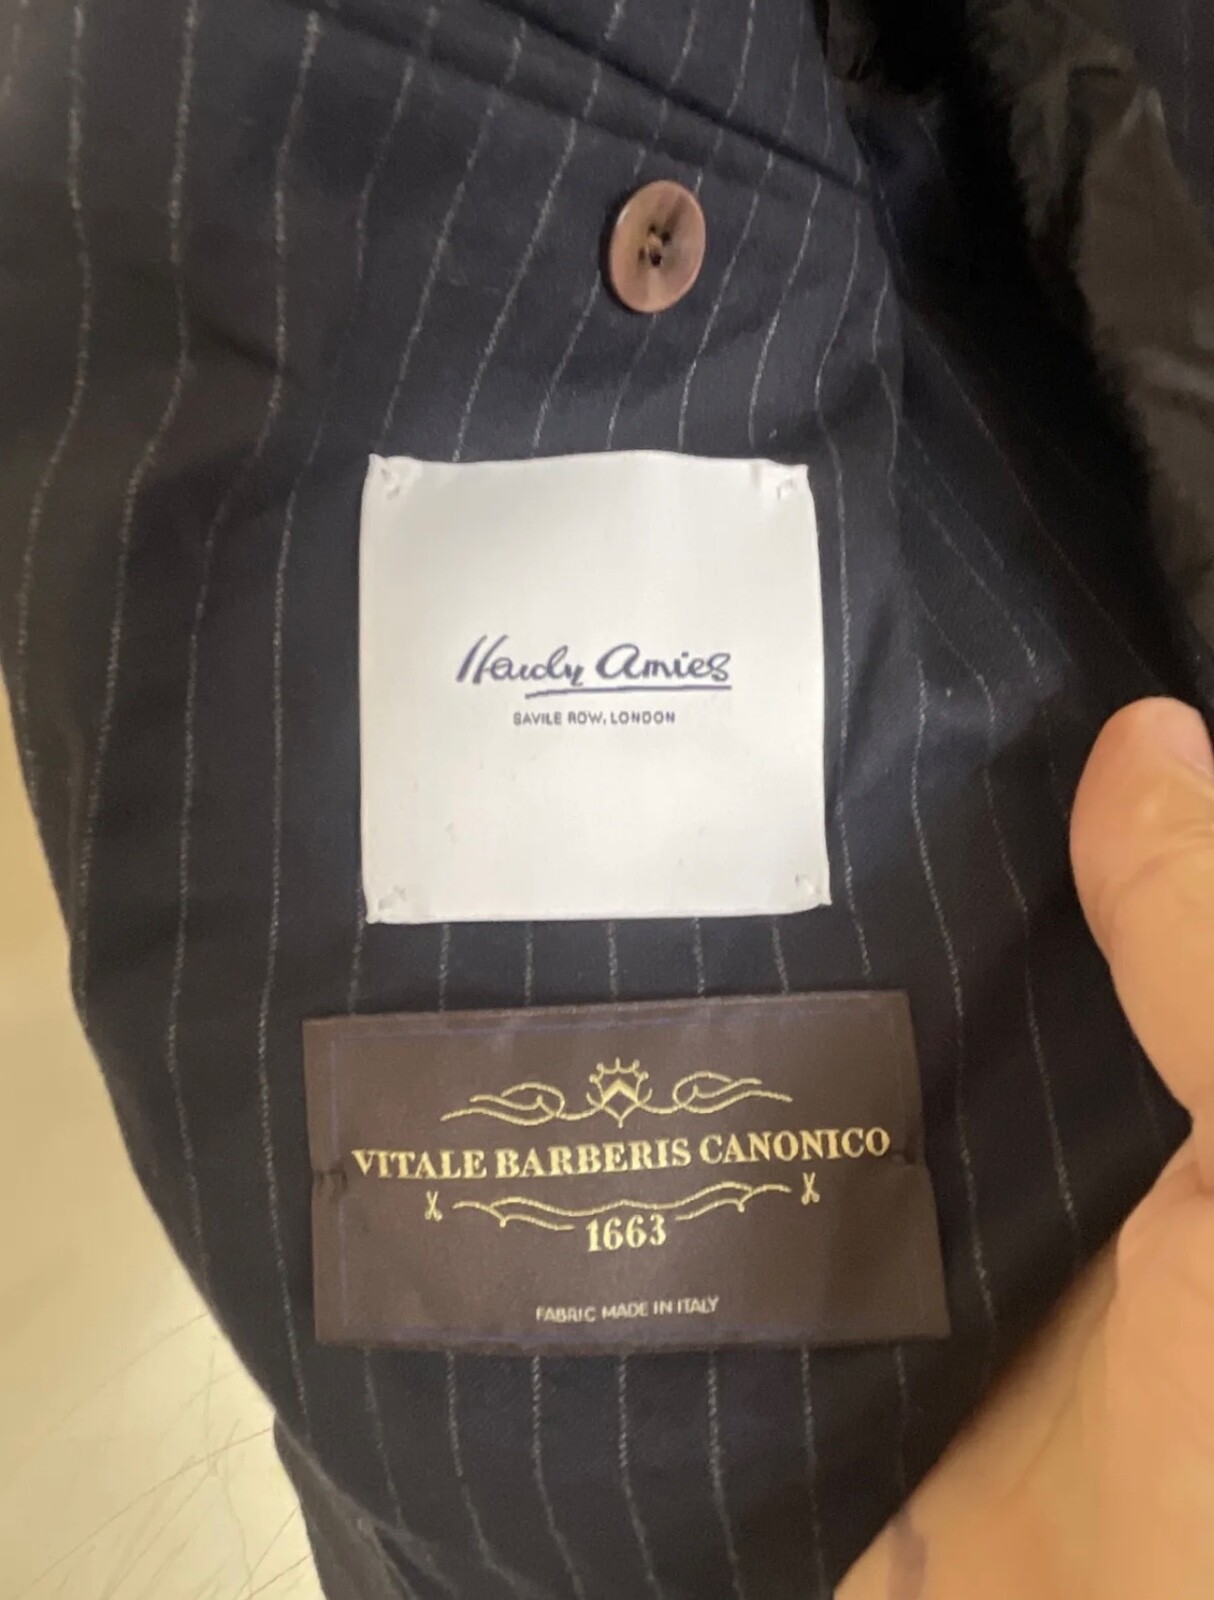 Hardy Amies
SAVILE ROW, LONDON
VITALE BARBERIS CANONICO
1663
FABRIC MADE IN ITALY